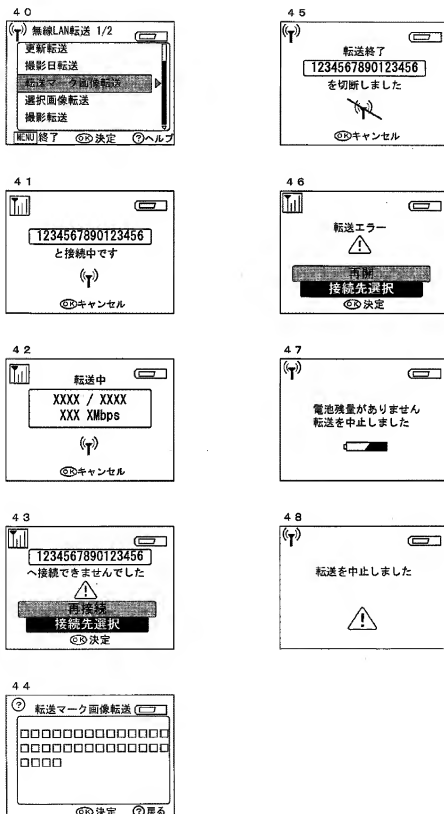 40
無線LAN転送 1/2
更新転送
撮影日転送
転送マーク画像転送
選択画像転送
撮影転送
MENU 終了 OK 決定 ? ヘルプ
41
1234567890123456
と接続中です
OK キャンセル
42
転送中
XXXX / XXXX
XXX XMbps
OK キャンセル
43
1234567890123456
へ接続できませんでした
再接続
接続先選択
OK 決定
44
? 転送マーク画像転送
□□□□□□□□□□□□□□
□□□□□□□□□□□□□□
□□□□
OK 決定 ? 戻る
45
転送終了
1234567890123456
を切断しました
OK キャンセル
46
転送エラー
再開
接続先選択
OK 決定
47
電池残量がありません
転送を中止しました
48
転送を中止しました